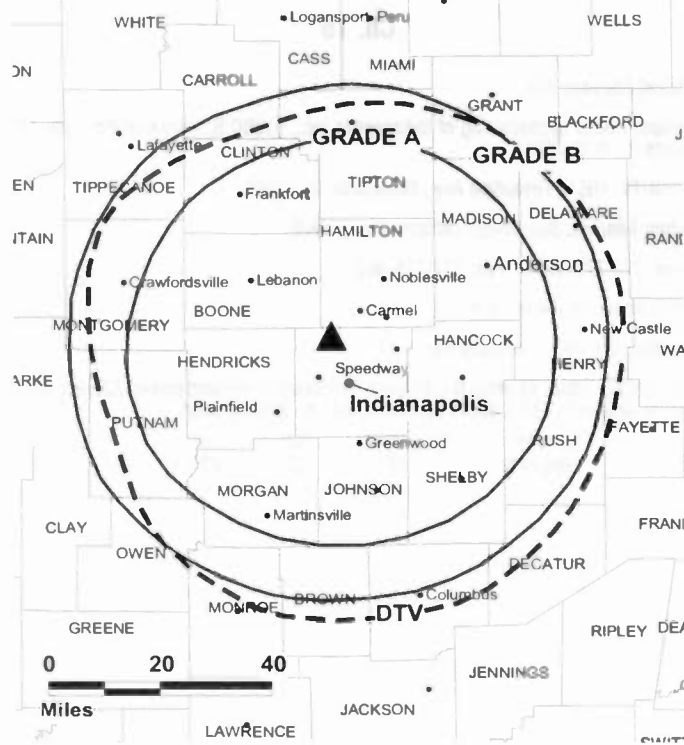 WHITE
Logansport
Peru
WELLS
CASS
MIAMI
CARROLL
GRANT
BLACKFORD
GRADE A
Lafayette
CLINTON
GRADE B
TIPPECANOE
Frankfort
TIPTON
MADISON
DELAWARE
HAMILTON
Anderson
Crawfordsville
Lebanon
Noblesville
BOONE
Carmel
MONTGOMERY
New Castle
HANCOCK
HENRY
HENDRICKS
Speedway
Indianapolis
Plainfield
PUTNAM
FAYETTE
Greenwood
RUSH
SHELBY
MORGAN
JOHNSON
Martinsville
CLAY
OWEN
DECATUR
BROWN
Columbus
MONROE
DTV
GREENE
RIPLEY
0 20 40
JENNINGS
Miles
JACKSON
LAWRENCE